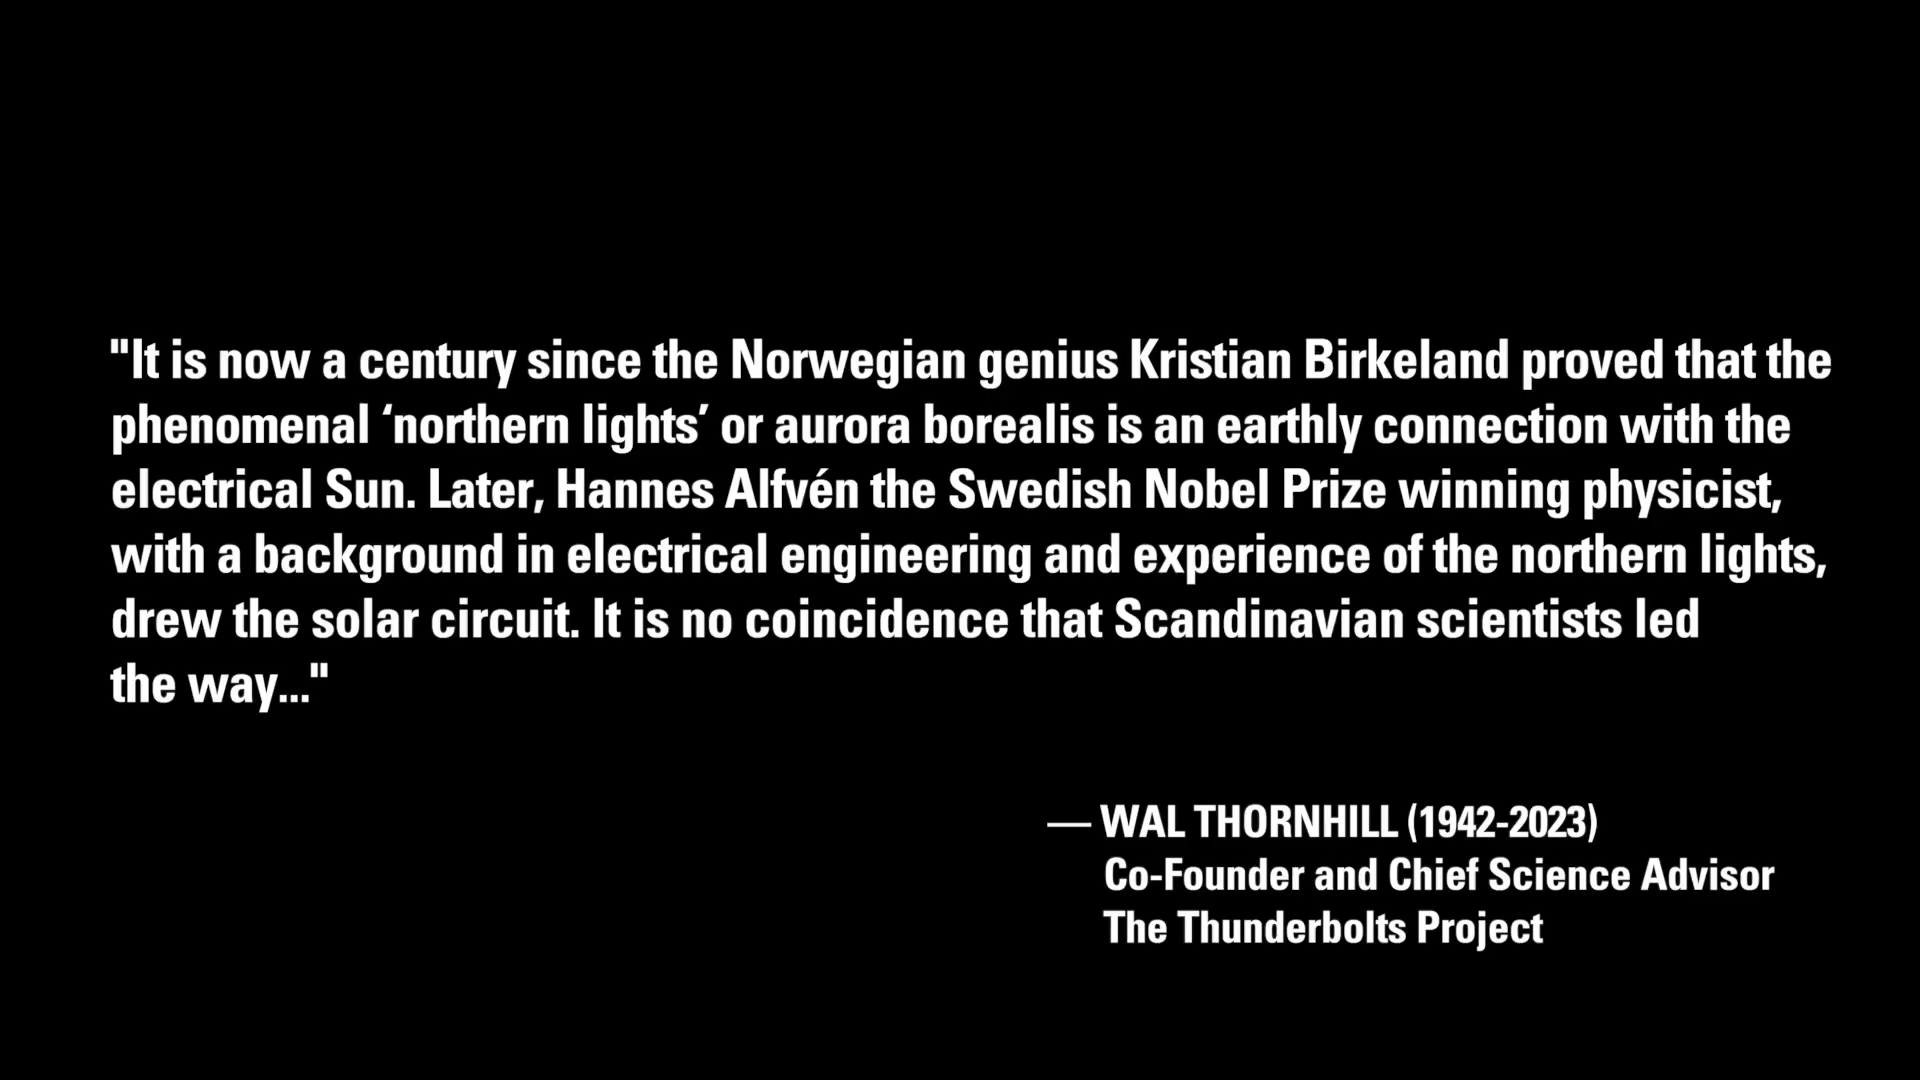 "It is now a century since the Norwegian genius Kristian Birkeland proved that the
phenomenal ‘northern lights’ or aurora borealis is an earthly connection with the
electrical Sun. Later, Hannes Alfvén the Swedish Nobel Prize winning physicist,
with a background in electrical engineering and experience of the northern lights,
drew the solar circuit. It is no coincidence that Scandinavian scientists led
the way..."
— WAL THORNHILL (1942-2023)
Co-Founder and Chief Science Advisor
The Thunderbolts Project